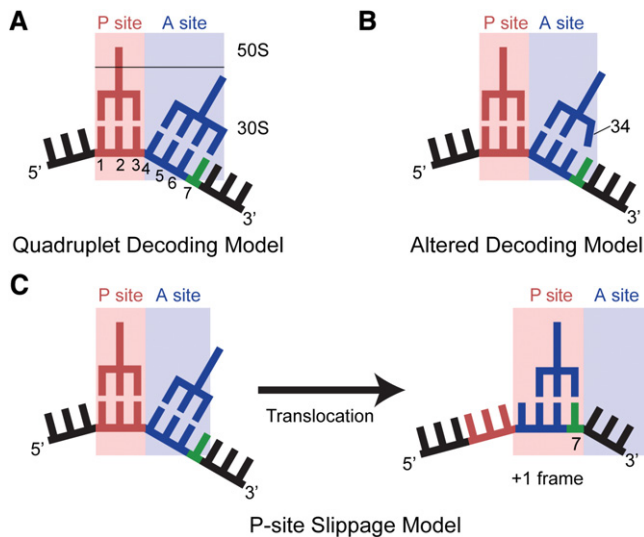 A
P site A site
50S
30S
1 2 3 4 5 6 7
5’
3’
Quadruplet Decoding Model
B
P site A site
34
5’
3’
Altered Decoding Model
C
P site A site
5’
3’
Translocation
P site A site
7
5’
3’
+1 frame
P-site Slippage Model